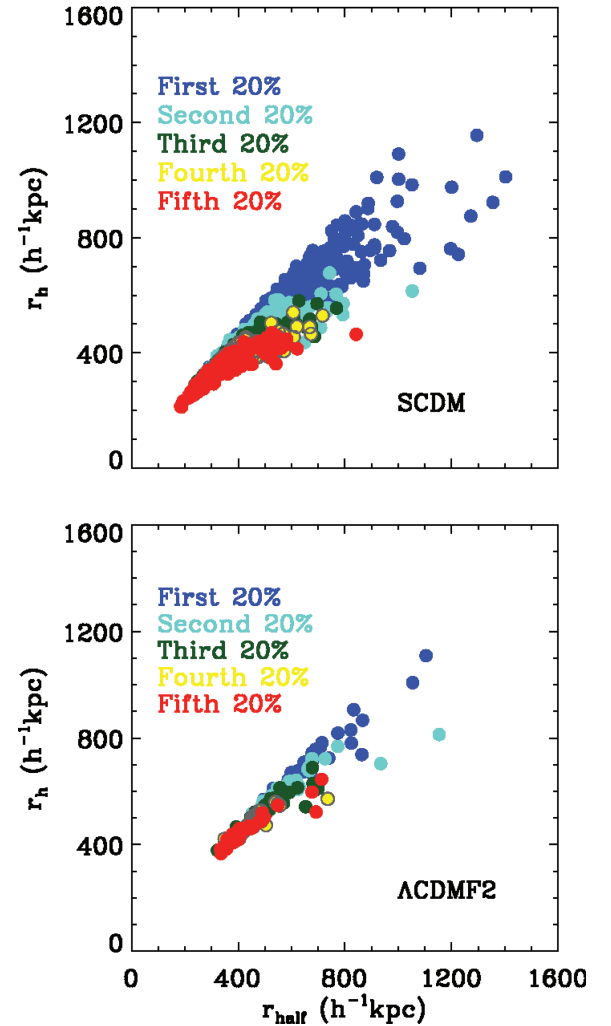 1600
1200
800
400
0
r_h (h⁻¹kpc)
First 20%
Second 20%
Third 20%
Fourth 20%
Fifth 20%
SCDM
1600
1200
800
400
0
r_h (h⁻¹kpc)
First 20%
Second 20%
Third 20%
Fourth 20%
Fifth 20%
ΛCDMF2
0 400 800 1200 1600
r_half (h⁻¹kpc)